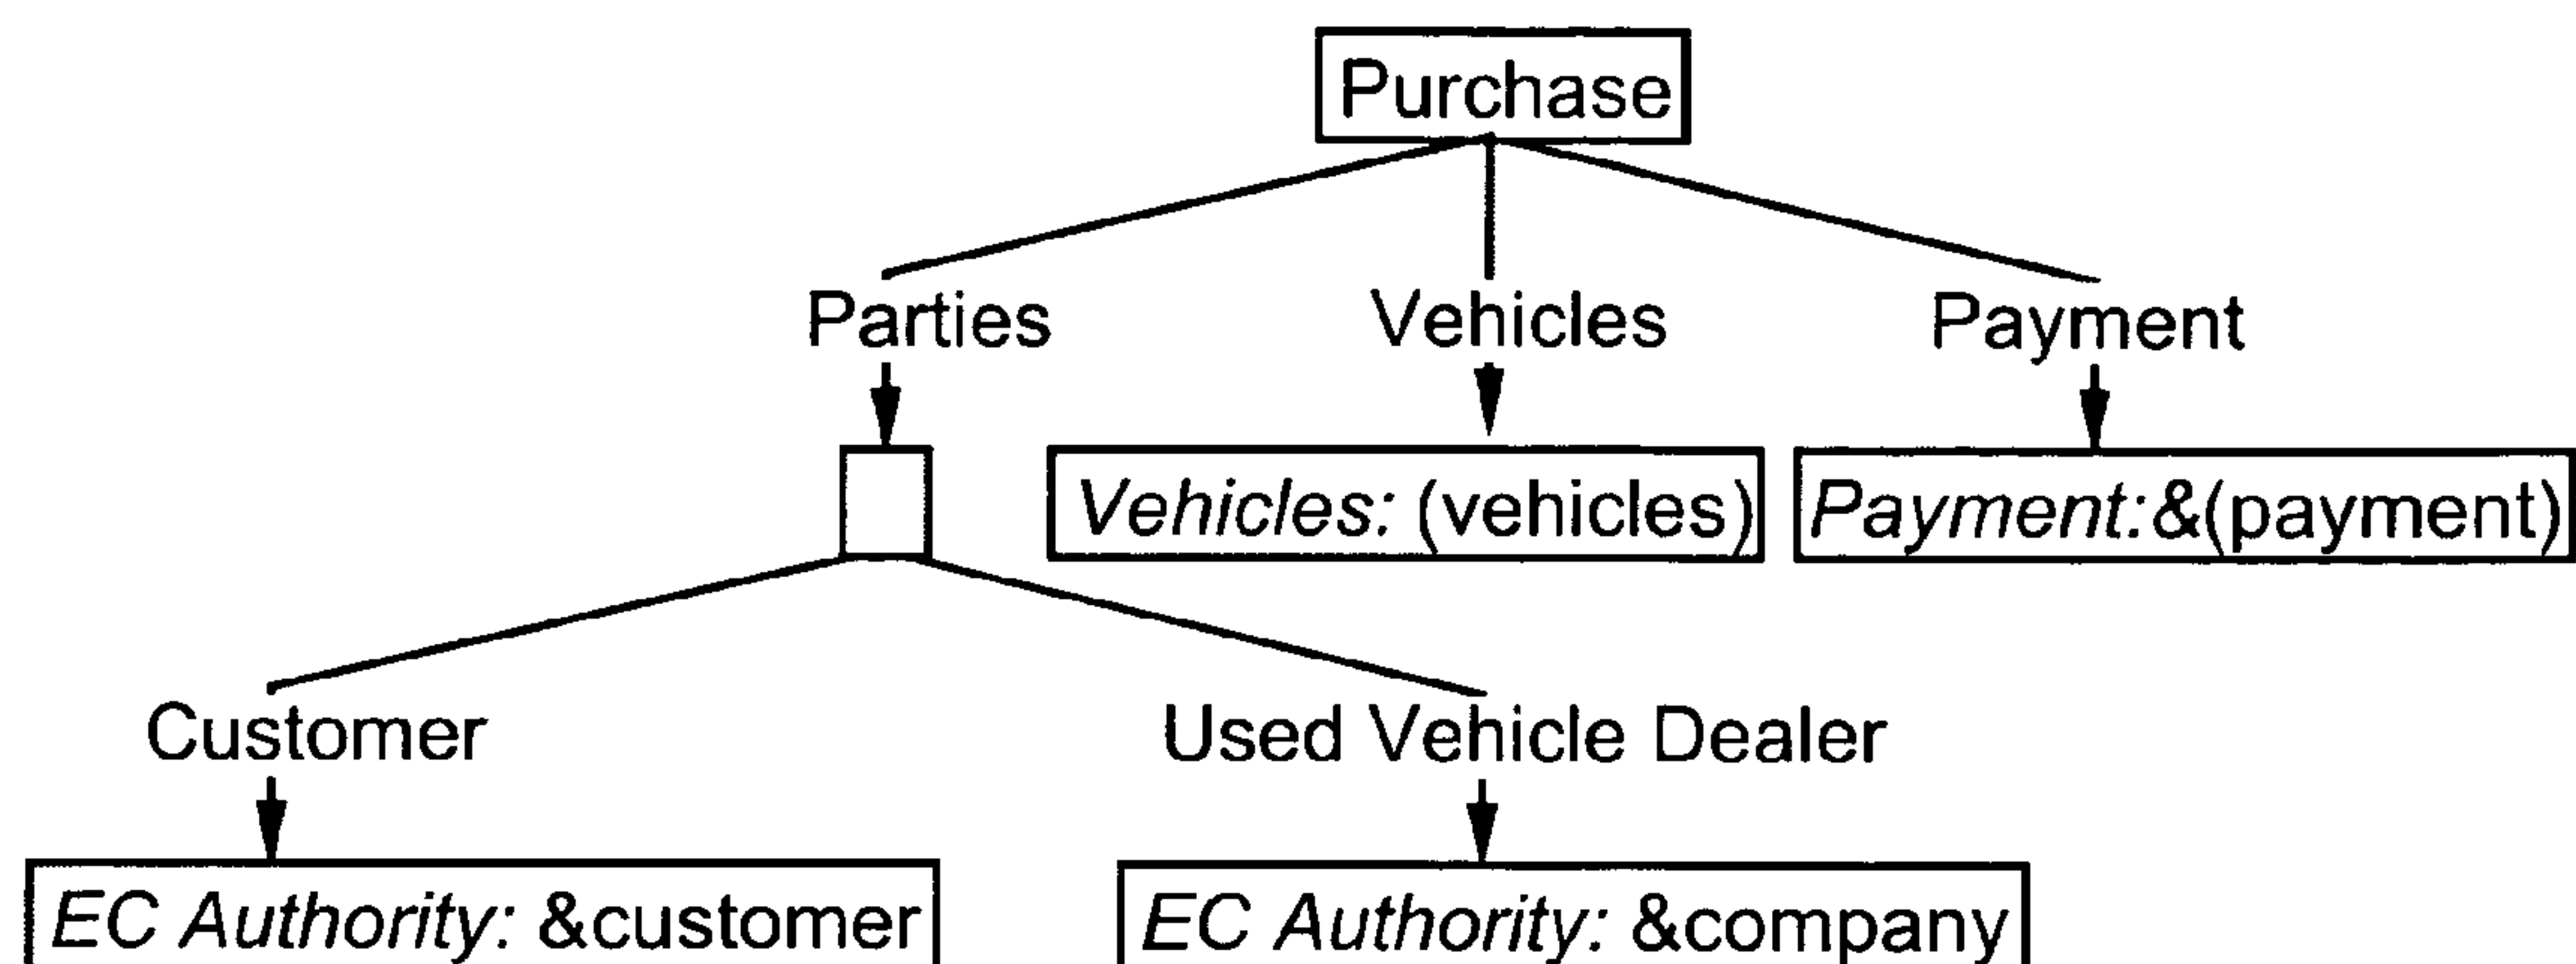 Purchase
Parties Vehicles Payment
Vehicles: (vehicles) Payment:&(payment)
Customer Used Vehicle Dealer
EC Authority: &customer EC Authority: &company